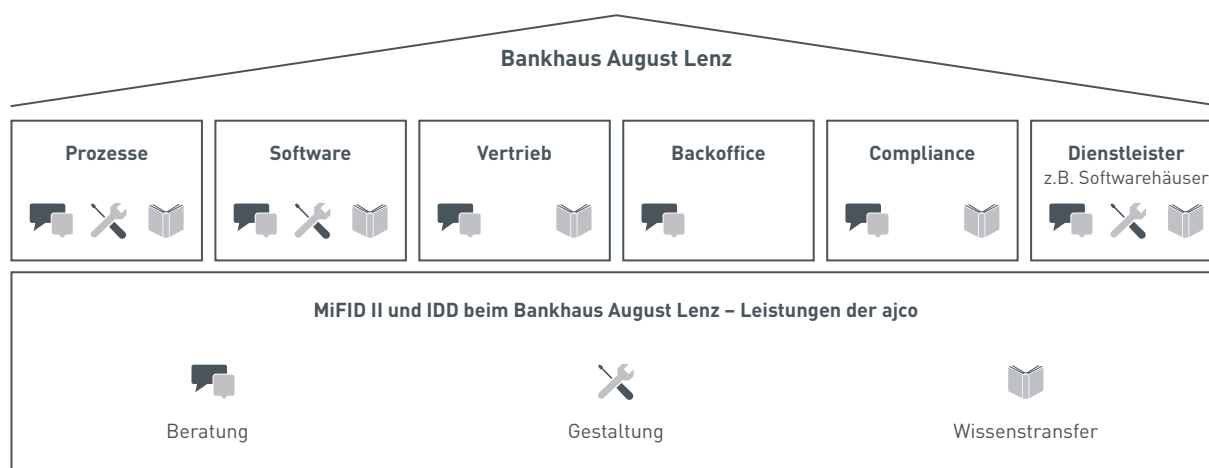 Bankhaus August Lenz
Prozesse
Software
Vertrieb
Backoffice
Compliance
Dienstleister
z.B. Softwarehäuser
MiFID II und IDD beim Bankhaus August Lenz – Leistungen der ajco
Beratung
Gestaltung
Wissenstransfer